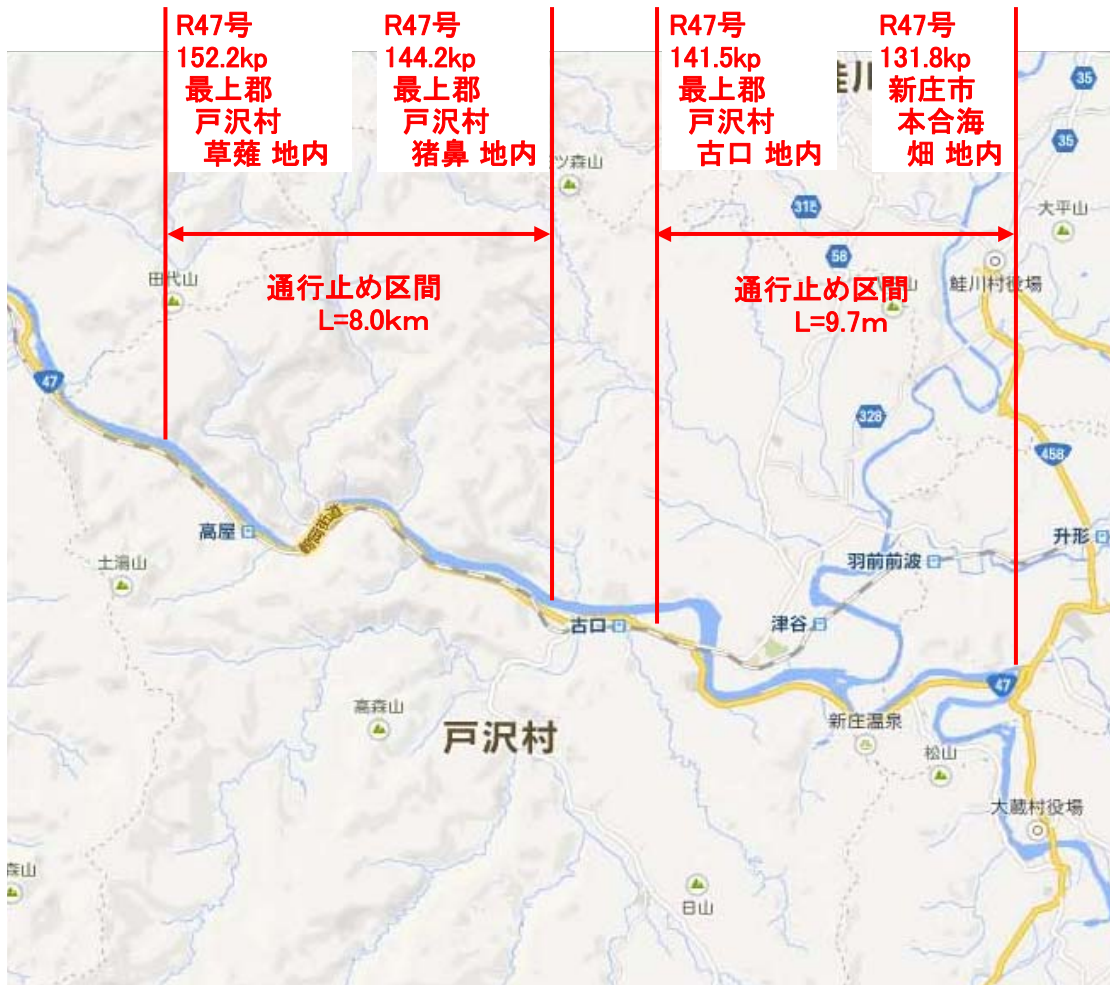 R47号
152.2kp
最上郡
戸沢村
草薙 地内
R47号
144.2kp
最上郡
戸沢村
猪鼻 地内
R47号
141.5kp
最上郡
戸沢村
古口 地内
R47号
131.8kp
新庄市
本合海
畑 地内
35
35
ツ森山
大平山
315
58
鮭川村役場
田代山
通行止め区間
L=8.0km
通行止め区間
L=9.7m
47
328
458
高屋
升形
羽前前波
土湯山
古口
津谷
47
高森山
戸沢村
新庄温泉
松山
大蔵村役場
森山
日山